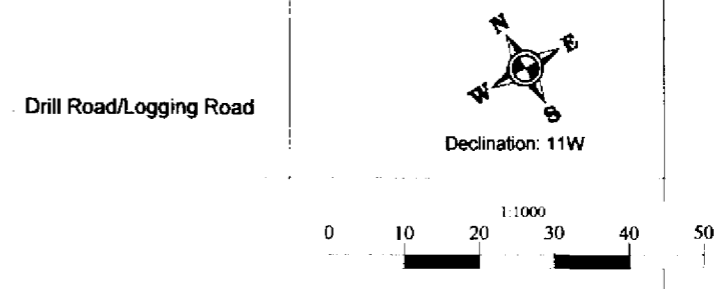 N
E
Drill Road/Logging Road
W
S
Declination: 11W
1:1000
0 10 20 30 40 50